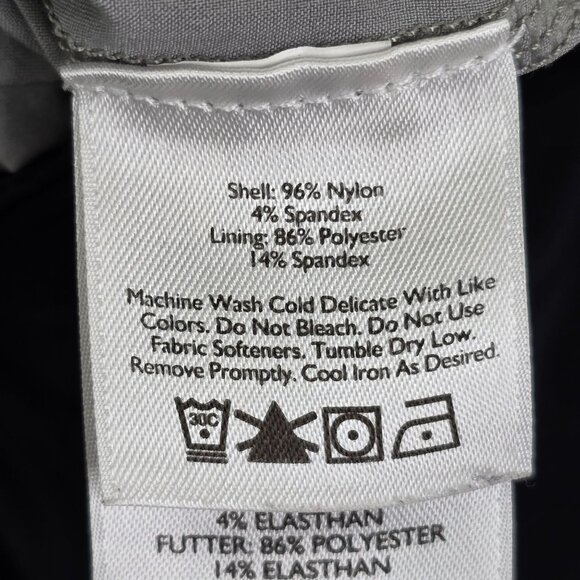 Shell: 96% Nylon
4% Spandex
Lining: 86% Polyester
14% Spandex
Machine Wash Cold Delicate With Like
Colors. Do Not Bleach. Do Not Use
Fabric Softeners. Tumble Dry Low.
Remove Promptly. Cool Iron As Desired.
30C
4% ELASTHAN
FUTTER: 86% POLYESTER
14% ELASTHAN